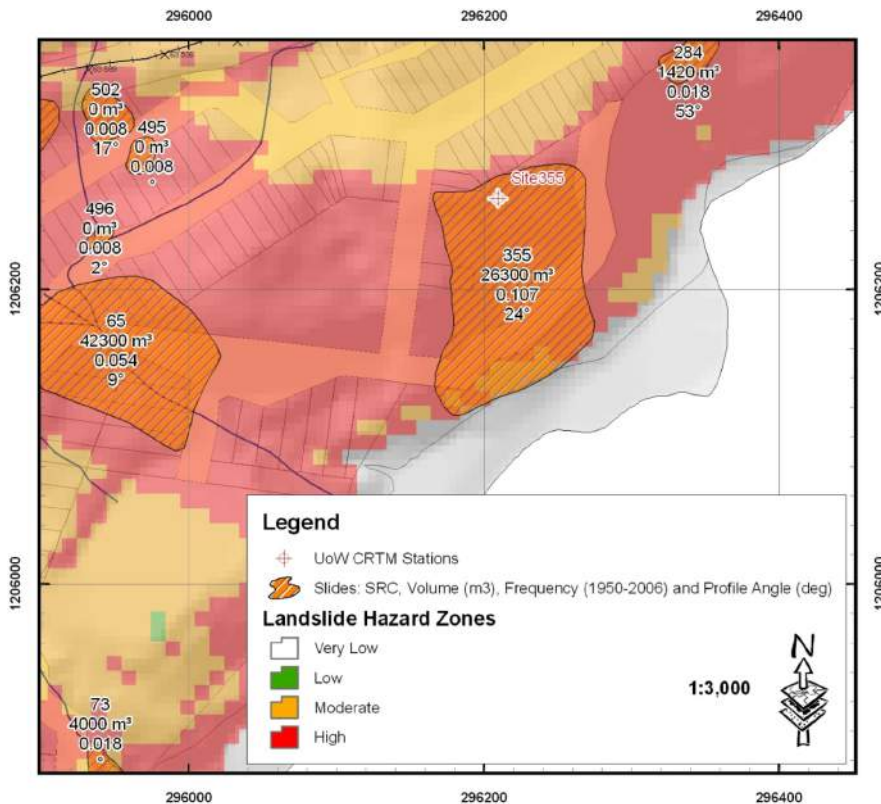 296000
296200
296400
1206200
1206000
284
1420 m³
0.018
53°
502
0 m³
0.008
17°
495
0 m³
0.008
°
496
0 m³
0.008
2°
Site355
355
26300 m³
0.107
24°
65
42300 m³
0.054
9°
73
4000 m³
0.018
°
Legend
UoW CRTM Stations
Slides: SRC, Volume (m3), Frequency (1950-2006) and Profile Angle (deg)
Landslide Hazard Zones
Very Low
Low
Moderate
High
N
1:3,000
1206200
1206000
296000
296200
296400